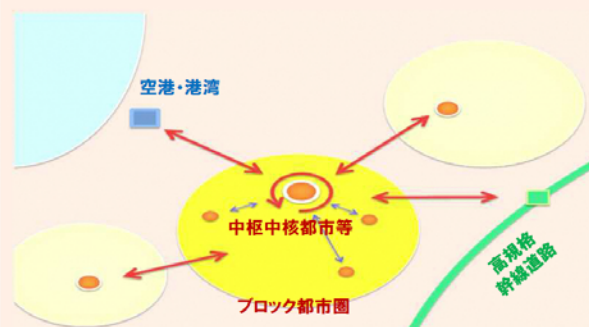 空港・港湾
中枢中核都市等
高規格
幹線道路
ブロック都市圏